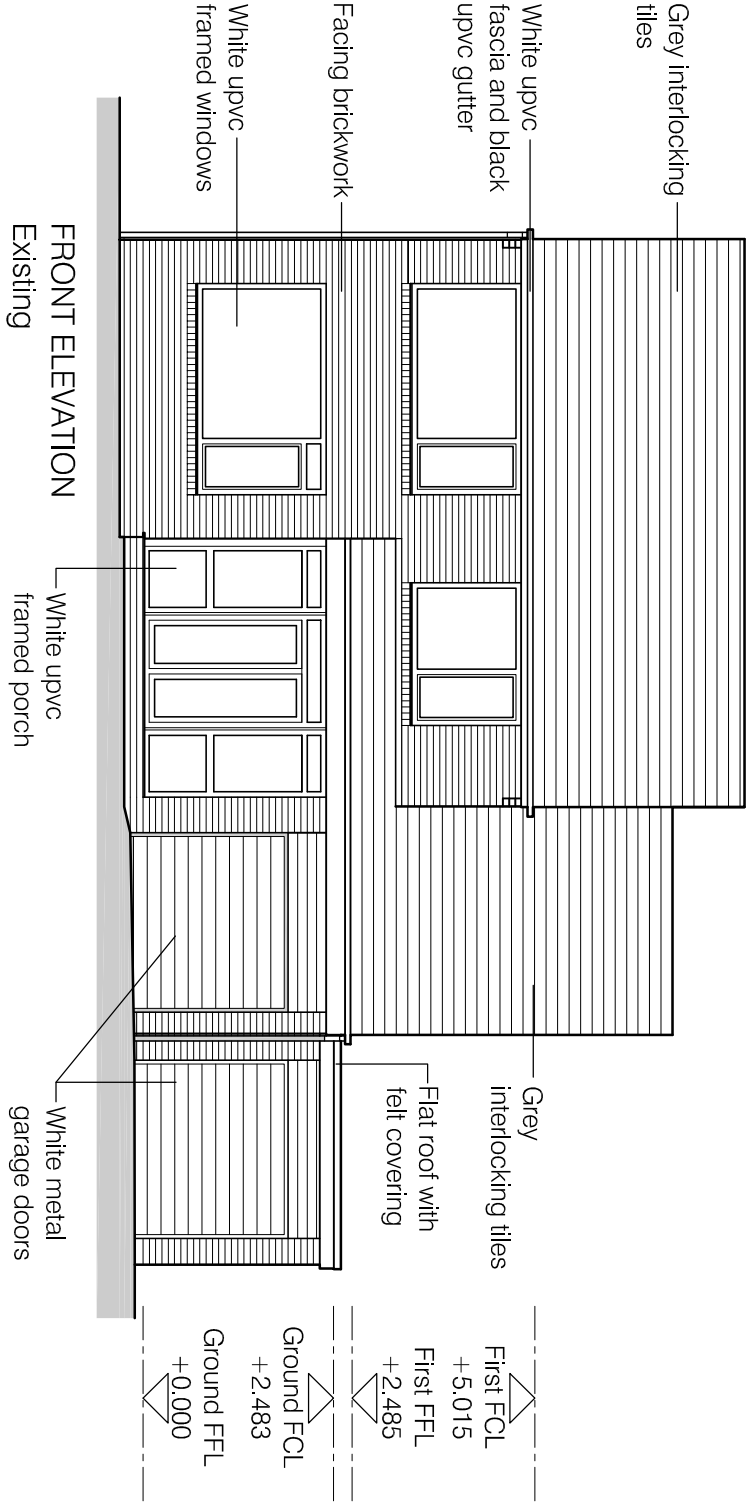 Grey interlocking
tiles
White upvc
fascia and black
upvc gutter
Facing brickwork
White upvc
framed windows
FRONT ELEVATION
Existing
White upvc
framed porch
Grey
interlocking tiles
Flat roof with
felt covering
White metal
garage doors
First FCL
+5.015
First FFL
+2.485
Ground FCL
+2.483
Ground FFL
+0.000